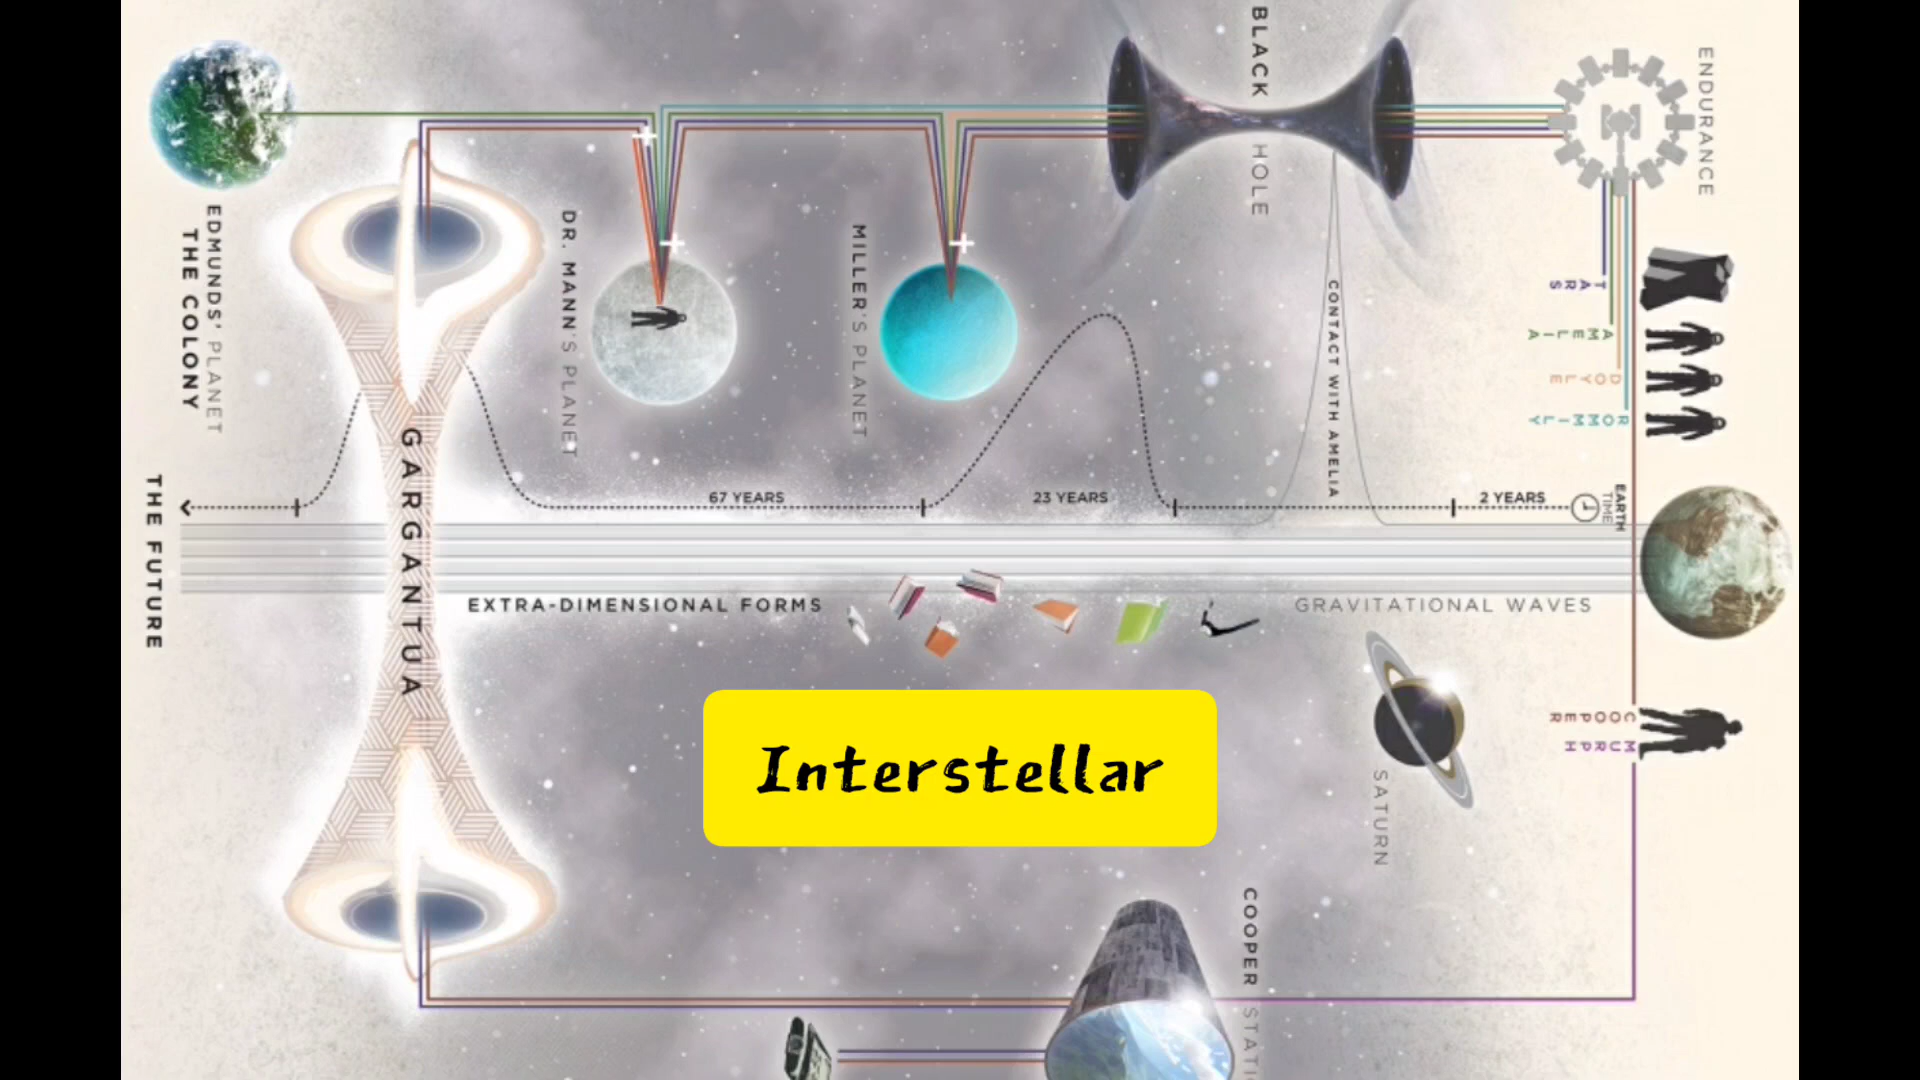 BLACK HOLE
ENDURANCE
EDMUNDS' PLANET
THE COLONY
DR. MANN'S PLANET
MILLER'S PLANET
CONTACT WITH AMELIA
TARS
AMELIA
DOYLE
ROMMILY
GARGANTUA
THE FUTURE
67 YEARS
23 YEARS
2 YEARS
EARTH
TIME
EXTRA-DIMENSIONAL FORMS
GRAVITATIONAL WAVES
COOPER
MURPH
SATURN
Interstellar
COOPER STATI